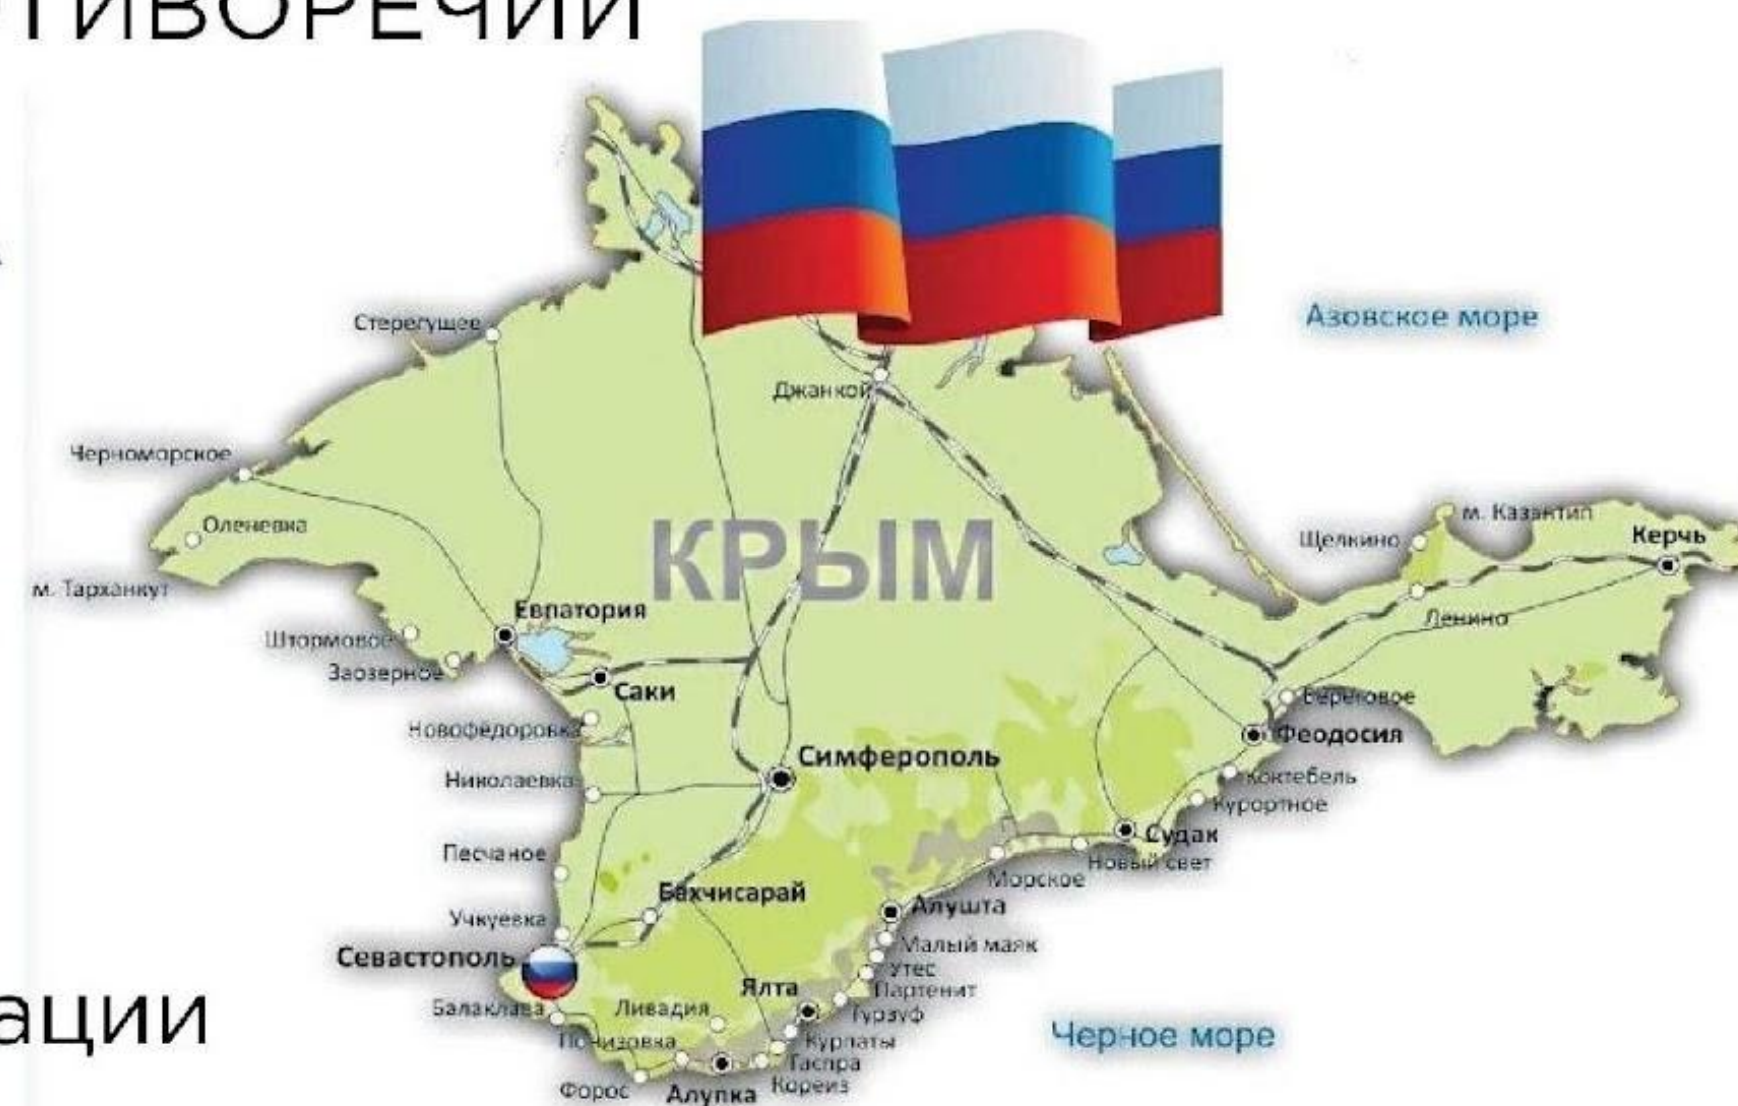 ТИВОРЕЧИЙ
Азовское море
Стерегущее
Джанкой
Черноморское
Оленевка
м. Казантип
Щелкино
Керчь
КРЫМ
м. Тарханкут
Евпатория
Ленино
Штормовое
Заозерное
Саки
Береговое
Новофёдоровка
Феодосия
Симферополь
Николаевка
Коктебель
Курортное
Судак
Песчаное
Новый свет
Морское
Бахчисарай
Алушта
Учкуевка
Малый маяк
Севастополь
Утес
Ялта
Партенит
Балаклава
Ливадия
Гурзуф
ации
Черное море
Понизовка
Курпаты
Гаспра
Форос
Алупка
Кореиз